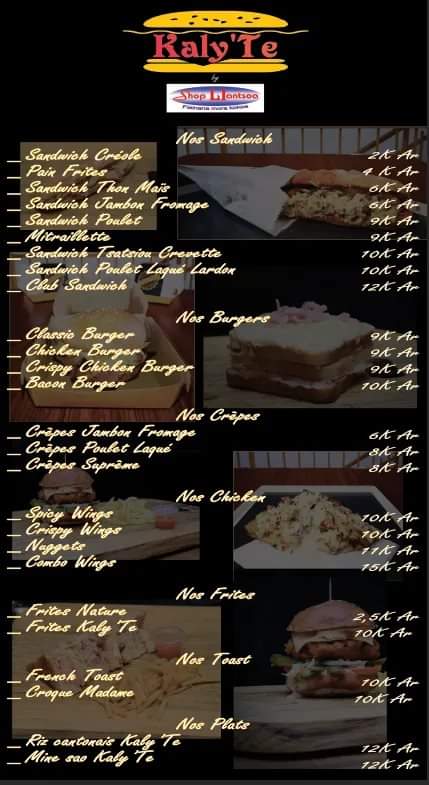 Kaly'Te
by
Shop Mantsoo
Nos Sandwich
_ Sandwich Créole 2K Ar
_ Pain Frites 4 K Ar
_ Sandwich Thon Maïs 6K Ar
_ Sandwich Jambon Fromage 6K Ar
_ Sandwich Poulet 9K Ar
_ Mitraillette 9K Ar
_ Sandwich Tsatsiou Crevette 10K Ar
_ Sandwich Poulet Laqué Lardon 10K Ar
_ Club Sandwich 12K Ar
Nos Burgers
_ Classic Burger 9K Ar
_ Chicken Burger 9K Ar
_ Crispy Chicken Burger 9K Ar
_ Bacon Burger 10K Ar
Nos Crêpes
_ Crêpes Jambon Fromage 6K Ar
_ Crêpes Poulet Laqué 8K Ar
_ Crêpes Suprême 8K Ar
Nos Chicken
_ Spicy Wings 10K Ar
_ Crispy Wings 10K Ar
_ Nuggets 11K Ar
_ Combo Wings 15K Ar
Nos Frites
_ Frites Nature 2,5K Ar
_ Frites Kaly'Te 10K Ar
Nos Toast
_ French Toast 10K Ar
_ Croque Madame 10K Ar
Nos Plats
_ Riz cantonais Kaly'Te 12K Ar
_ Mine sao Kaly'Te 12K Ar